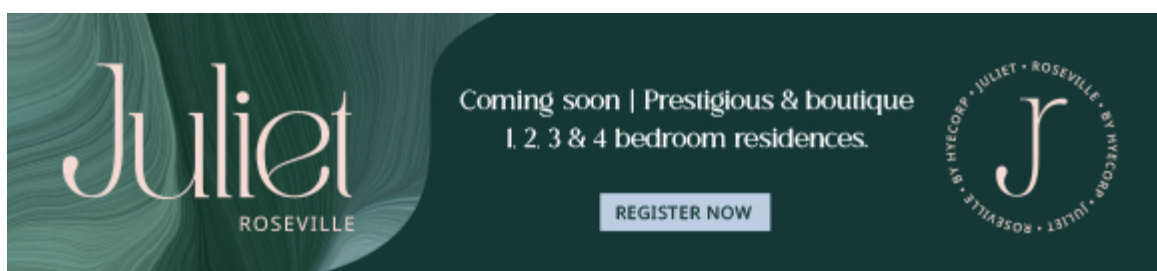 Juliet
ROSEVILLE
Coming soon | Prestigious & boutique
1, 2, 3 & 4 bedroom residences.
REGISTER NOW
JULIET • ROSEVILLE • BY HYECORP • JULIET • ROSEVILLE • BY HYECORP •
Jr